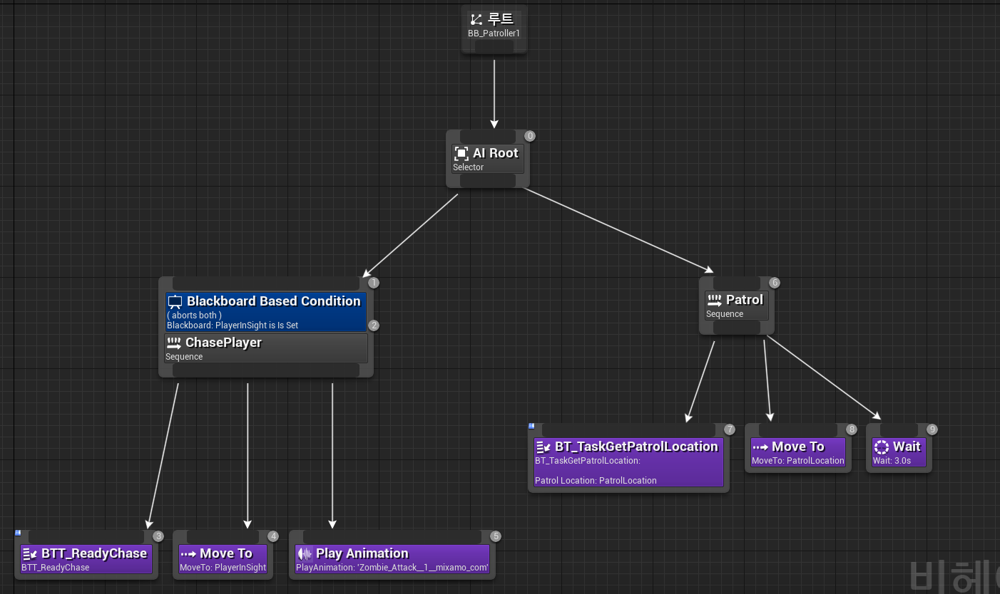 루트
BB_Patroller1
0
AI Root
Selector
1
Blackboard Based Condition
( aborts both )
Blackboard: PlayerInSight is Is Set
2
ChasePlayer
Sequence
6
Patrol
Sequence
7
BT_TaskGetPatrolLocation
BT_TaskGetPatrolLocation:
Patrol Location: PatrolLocation
8
Move To
MoveTo: PatrolLocation
9
Wait
Wait: 3.0s
3
BTT_ReadyChase
BTT_ReadyChase
4
Move To
MoveTo: PlayerInSight
5
Play Animation
PlayAnimation: 'Zombie_Attack__1__mixamo_com'
비헤